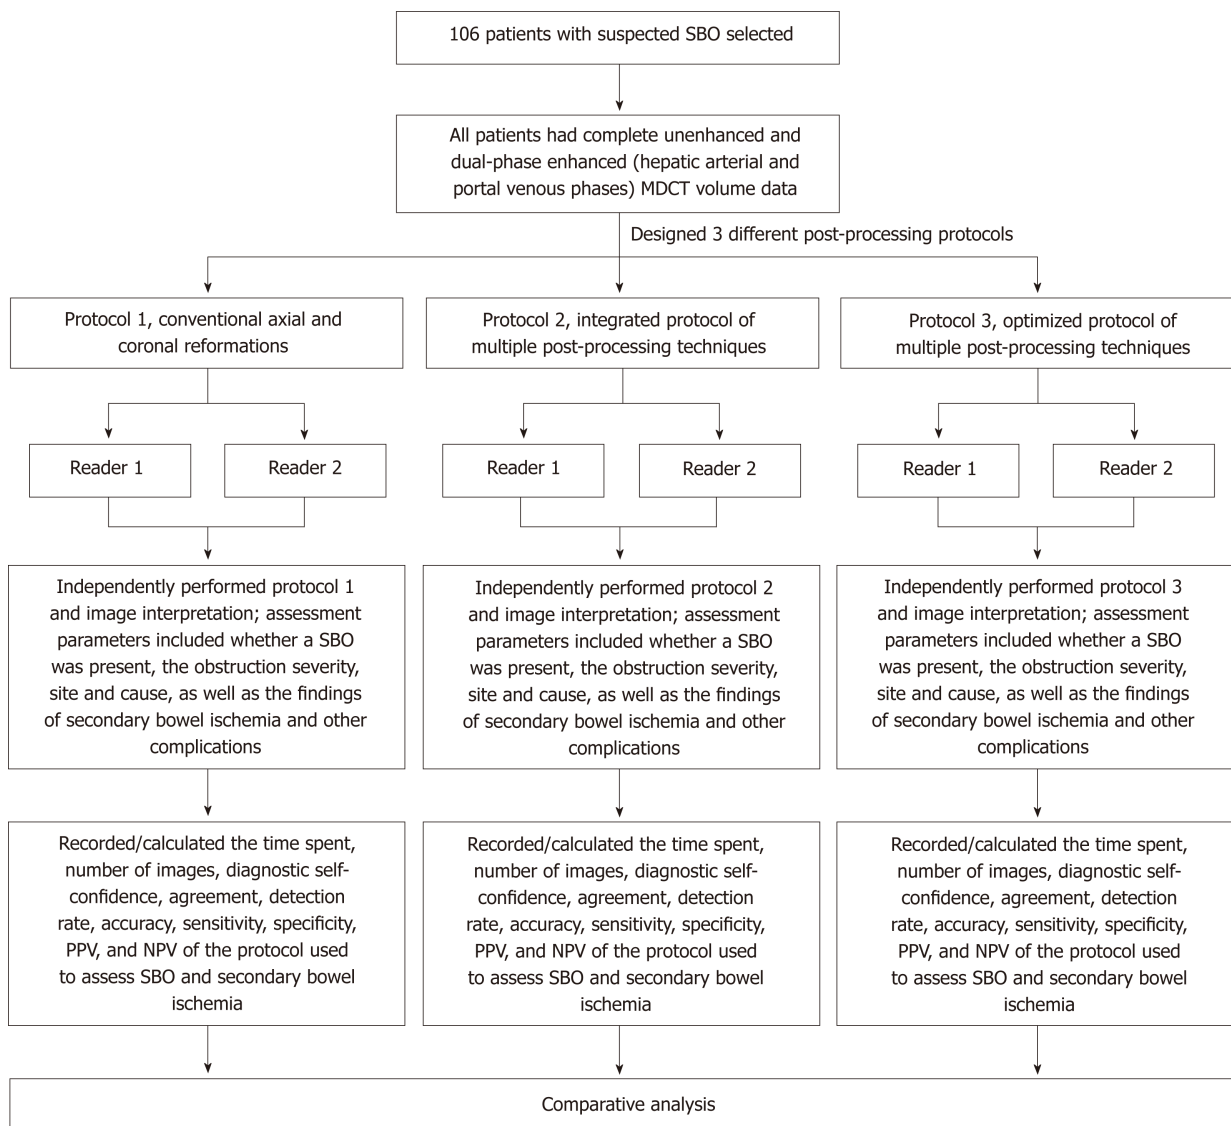 106 patients with suspected SBO selected
All patients had complete unenhanced and
dual-phase enhanced (hepatic arterial and
portal venous phases) MDCT volume data
Designed 3 different post-processing protocols
Protocol 1, conventional axial and
coronal reformations
Protocol 2, integrated protocol of
multiple post-processing techniques
Protocol 3, optimized protocol of
multiple post-processing techniques
Reader 1
Reader 2
Reader 1
Reader 2
Reader 1
Reader 2
Independently performed protocol 1
and image interpretation; assessment
parameters included whether a SBO
was present, the obstruction severity,
site and cause, as well as the findings
of secondary bowel ischemia and other
complications
Independently performed protocol 2
and image interpretation; assessment
parameters included whether a SBO
was present, the obstruction severity,
site and cause, as well as the findings
of secondary bowel ischemia and other
complications
Independently performed protocol 3
and image interpretation; assessment
parameters included whether a SBO
was present, the obstruction severity,
site and cause, as well as the findings
of secondary bowel ischemia and other
complications
Recorded/calculated the time spent,
number of images, diagnostic self-
confidence, agreement, detection
rate, accuracy, sensitivity, specificity,
PPV, and NPV of the protocol used
to assess SBO and secondary bowel
ischemia
Recorded/calculated the time spent,
number of images, diagnostic self-
confidence, agreement, detection
rate, accuracy, sensitivity, specificity,
PPV, and NPV of the protocol used
to assess SBO and secondary bowel
ischemia
Recorded/calculated the time spent,
number of images, diagnostic self-
confidence, agreement, detection
rate, accuracy, sensitivity, specificity,
PPV, and NPV of the protocol used
to assess SBO and secondary bowel
ischemia
Comparative analysis